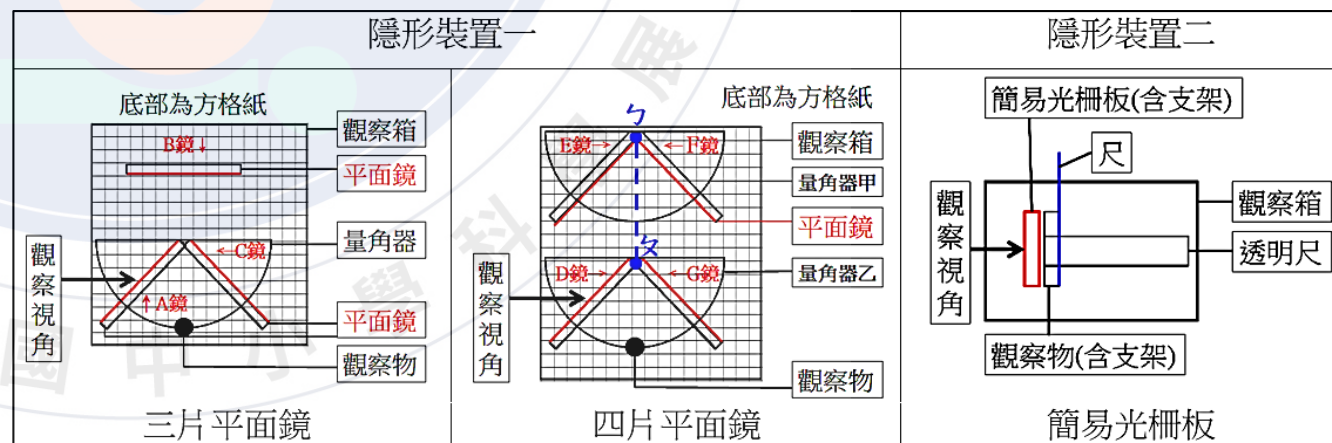 隱形裝置一
隱形裝置二
底部為方格紙
B鏡↓
觀察箱
平面鏡
量角器
←C鏡
↑A鏡
觀察視角
平面鏡
觀察物
三片平面鏡
底部為方格紙
ㄅ
E鏡→
←F鏡
觀察箱
量角器甲
平面鏡
ㄆ
D鏡→
←G鏡
量角器乙
觀察視角
觀察物
四片平面鏡
簡易光柵板(含支架)
尺
觀察視角
觀察箱
透明尺
觀察物(含支架)
簡易光柵板
國中小學科展